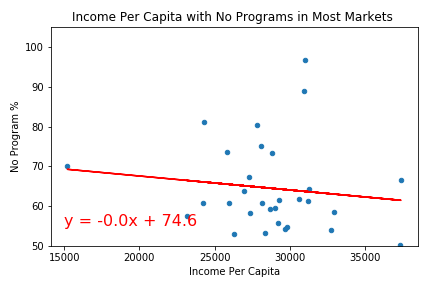 Income Per Capita with No Programs in Most Markets
100
90
80
70
60
50
No Program %
y = -0.0x + 74.6
15000 20000 25000 30000 35000
Income Per Capita